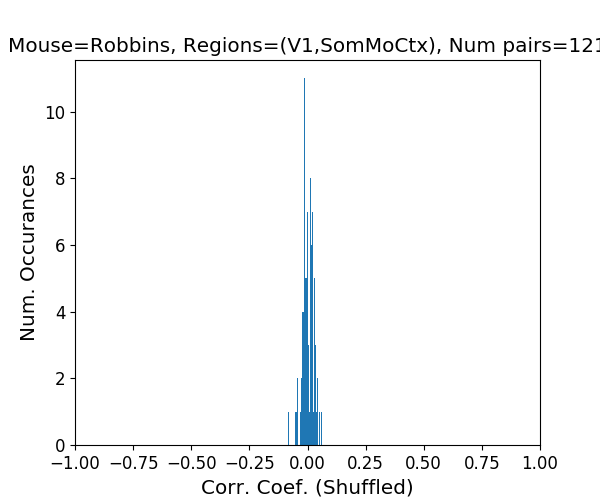 Mouse=Robbins, Regions=(V1,SomMoCtx), Num pairs=121
10
8
6
4
2
0
Num. Occurances
−1.00 −0.75 −0.50 −0.25 0.00 0.25 0.50 0.75 1.00
Corr. Coef. (Shuffled)